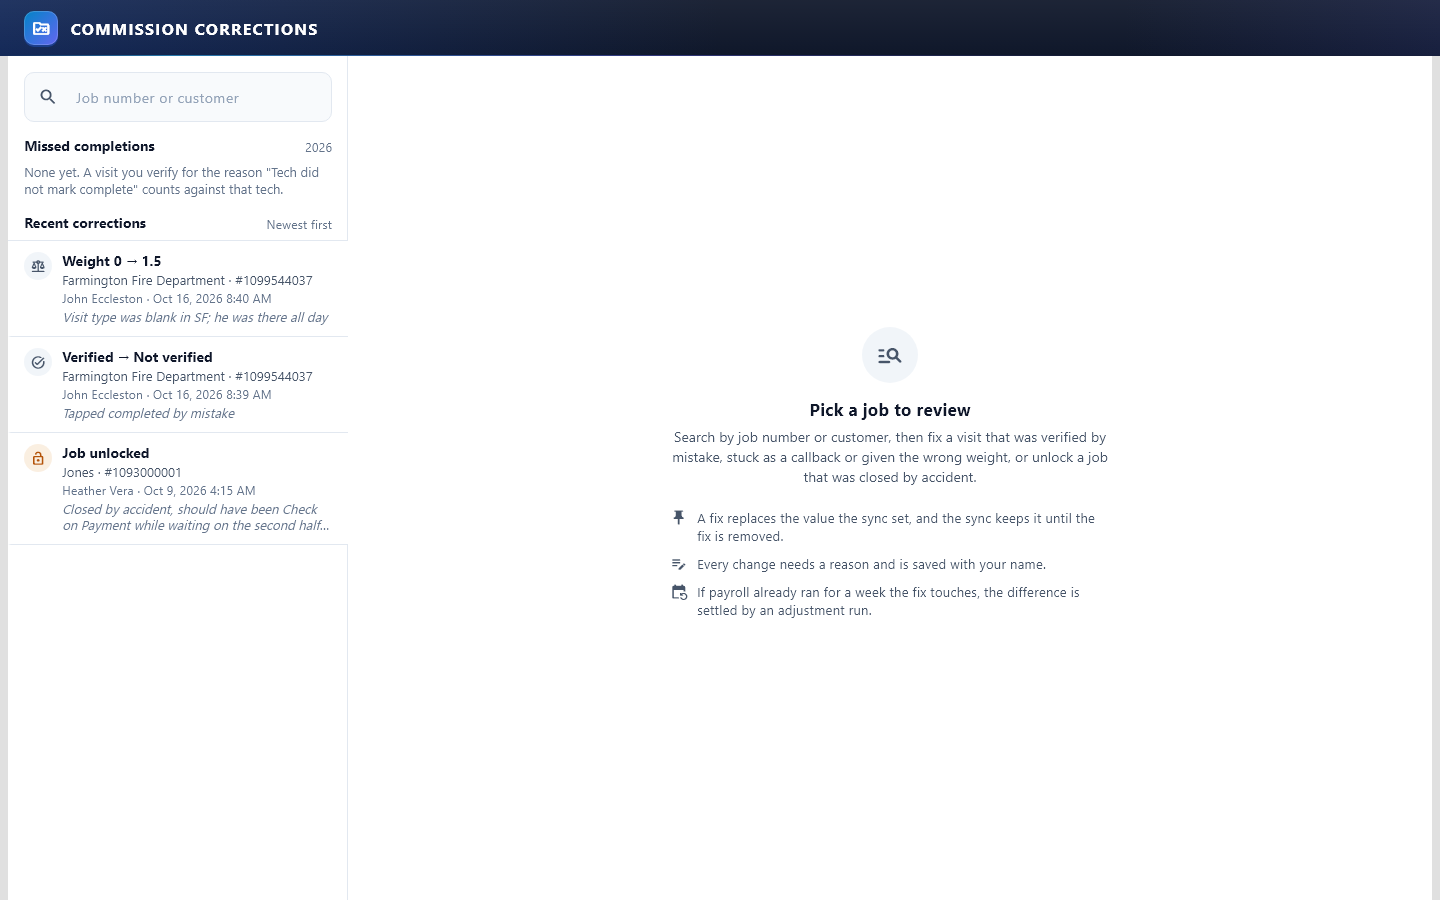 COMMISSION CORRECTIONS
Job number or customer
Missed completions 2026
None yet. A visit you verify for the reason "Tech did
not mark complete" counts against that tech.
Recent corrections Newest first
Weight 0 → 1.5
Farmington Fire Department · #1099544037
John Eccleston · Oct 16, 2026 8:40 AM
Visit type was blank in SF; he was there all day
Verified → Not verified
Farmington Fire Department · #1099544037
John Eccleston · Oct 16, 2026 8:39 AM
Tapped completed by mistake
Job unlocked
Jones · #1093000001
Heather Vera · Oct 9, 2026 4:15 AM
Closed by accident, should have been Check
on Payment while waiting on the second half...
Pick a job to review
Search by job number or customer, then fix a visit that was verified by
mistake, stuck as a callback or given the wrong weight, or unlock a job
that was closed by accident.
A fix replaces the value the sync set, and the sync keeps it until the
fix is removed.
Every change needs a reason and is saved with your name.
If payroll already ran for a week the fix touches, the difference is
settled by an adjustment run.